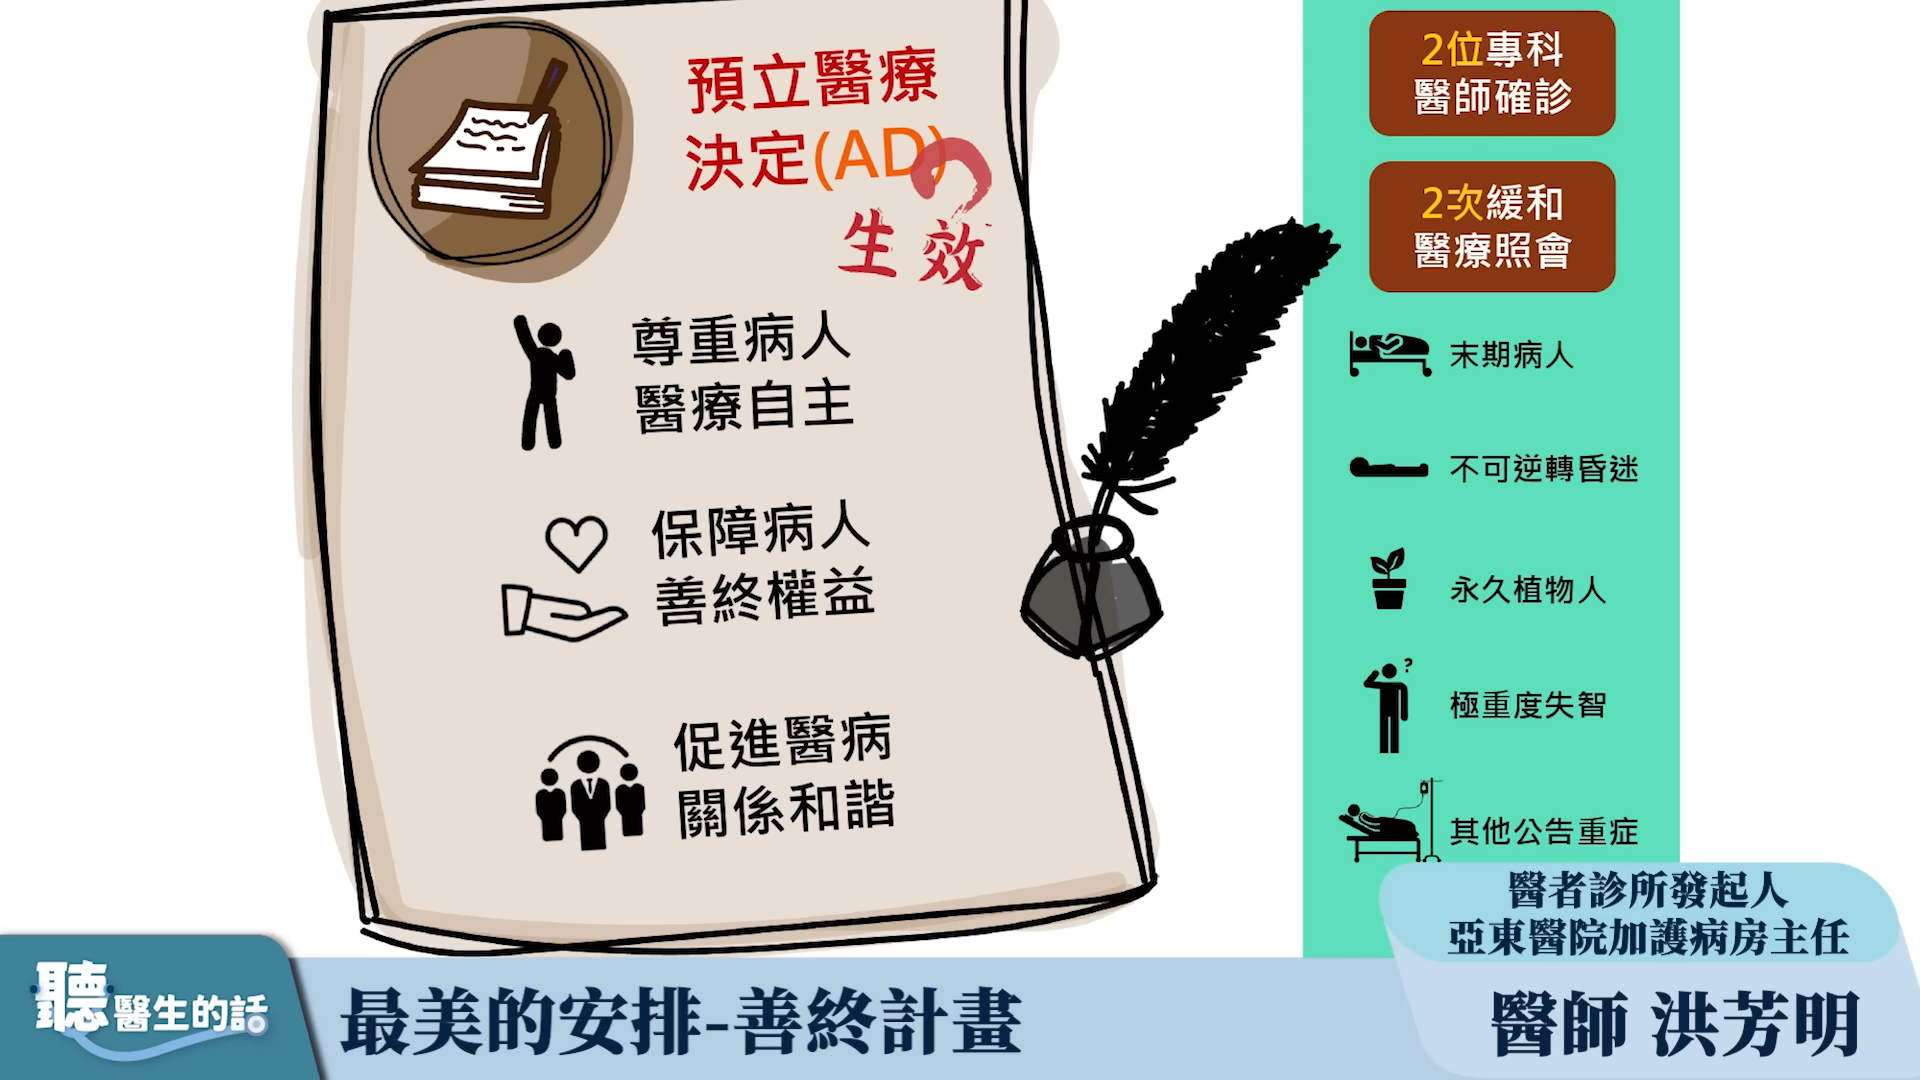 預立醫療
決定(AD)
生效
尊重病人
醫療自主
保障病人
善終權益
促進醫病
關係和諧
2位專科
醫師確診
2次緩和
醫療照會
末期病人
不可逆轉昏迷
永久植物人
?
極重度失智
其他公告重症
醫者診所發起人
亞東醫院加護病房主任
醫師 洪芳明
聽醫生的話
最美的安排-善終計畫